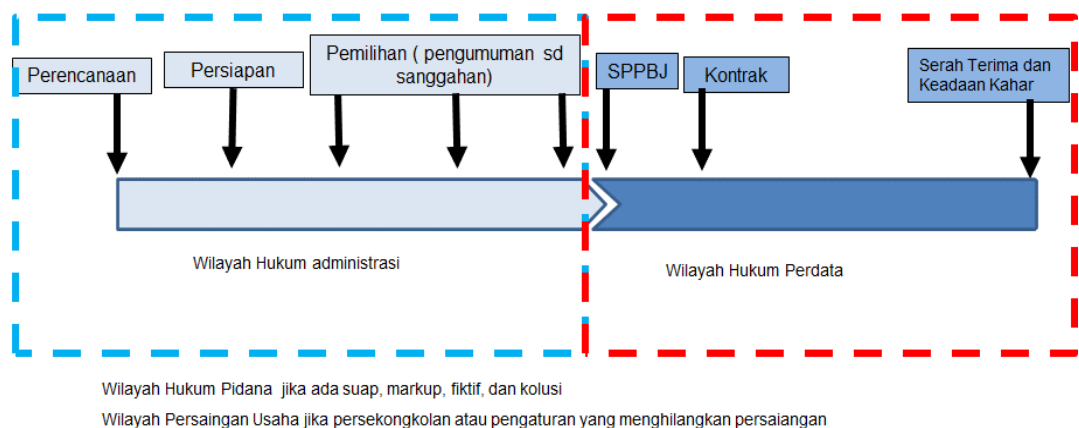 Perencanaan
Persiapan
Pemilihan ( pengumuman sd
sanggahan)
SPPBJ
Kontrak
Serah Terima dan
Keadaan Kahar
Wilayah Hukum administrasi
Wilayah Hukum Perdata
Wilayah Hukum Pidana jika ada suap, markup, fiktif, dan kolusi
Wilayah Persaingan Usaha jika persekongkolan atau pengaturan yang menghilangkan persaiangan